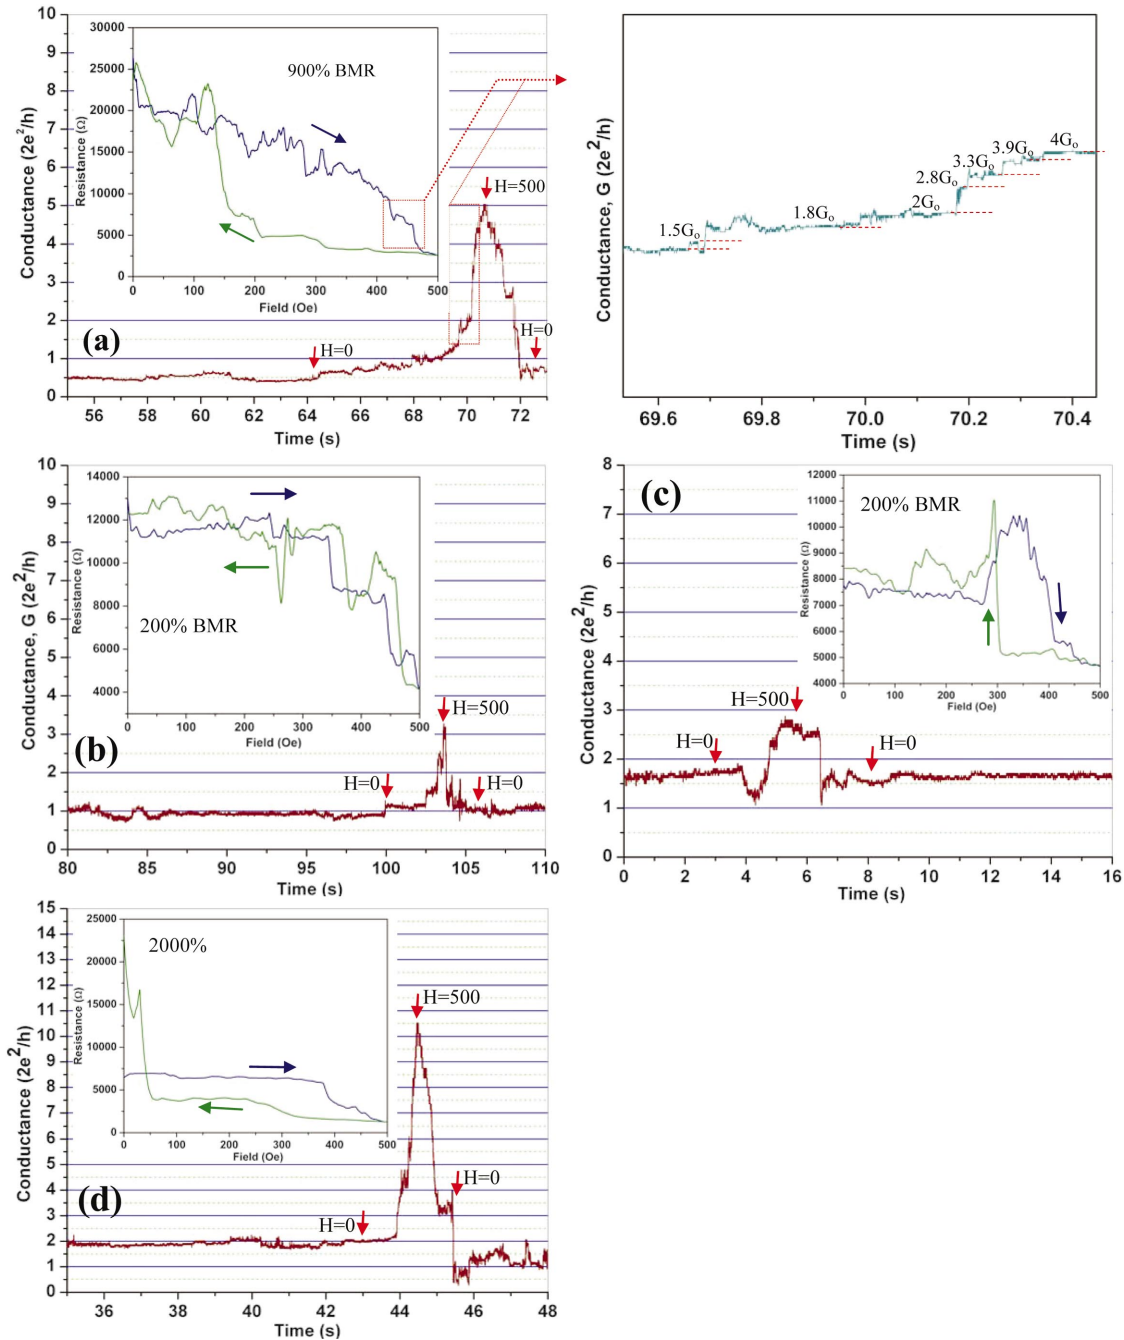 (a)
Conductance (2e²/h)
10
9
8
7
6
5
4
3
2
1
0
56 58 60 62 64 66 68 70 72
Time (s)
900% BMR
Resistance (Ω)
30000
25000
20000
15000
10000
5000
0
0 100 200 300 400 500
Field (Oe)
H=0
H=500
H=0
Conductance, G (2e²/h)
1.5Gₒ
1.8Gₒ
2Gₒ
2.8Gₒ
3.3Gₒ
3.9Gₒ
4Gₒ
69.6 69.8 70.0 70.2 70.4
Time (s)
(b)
Conductance, G (2e²/h)
10
9
8
7
6
5
4
3
2
1
0
80 85 90 95 100 105 110
Time (s)
200% BMR
Resistance (Ω)
14000
12000
10000
8000
6000
4000
0 100 200 300 400 500
Field (Oe)
H=0
H=500
H=0
(c)
Conductance (2e²/h)
8
7
6
5
4
3
2
1
0
0 2 4 6 8 10 12 14 16
Time (s)
200% BMR
Resistance (Ω)
12000
11000
10000
9000
8000
7000
6000
5000
4000
0 100 200 300 400 500
Field (Oe)
H=0
H=500
H=0
(d)
Conductance (2e²/h)
15
14
13
12
11
10
9
8
7
6
5
4
3
2
1
0
36 38 40 42 44 46 48
Time (s)
2000%
Resistance (Ω)
25000
20000
15000
10000
5000
0
0 100 200 300 400 500
Field (Oe)
H=0
H=500
H=0